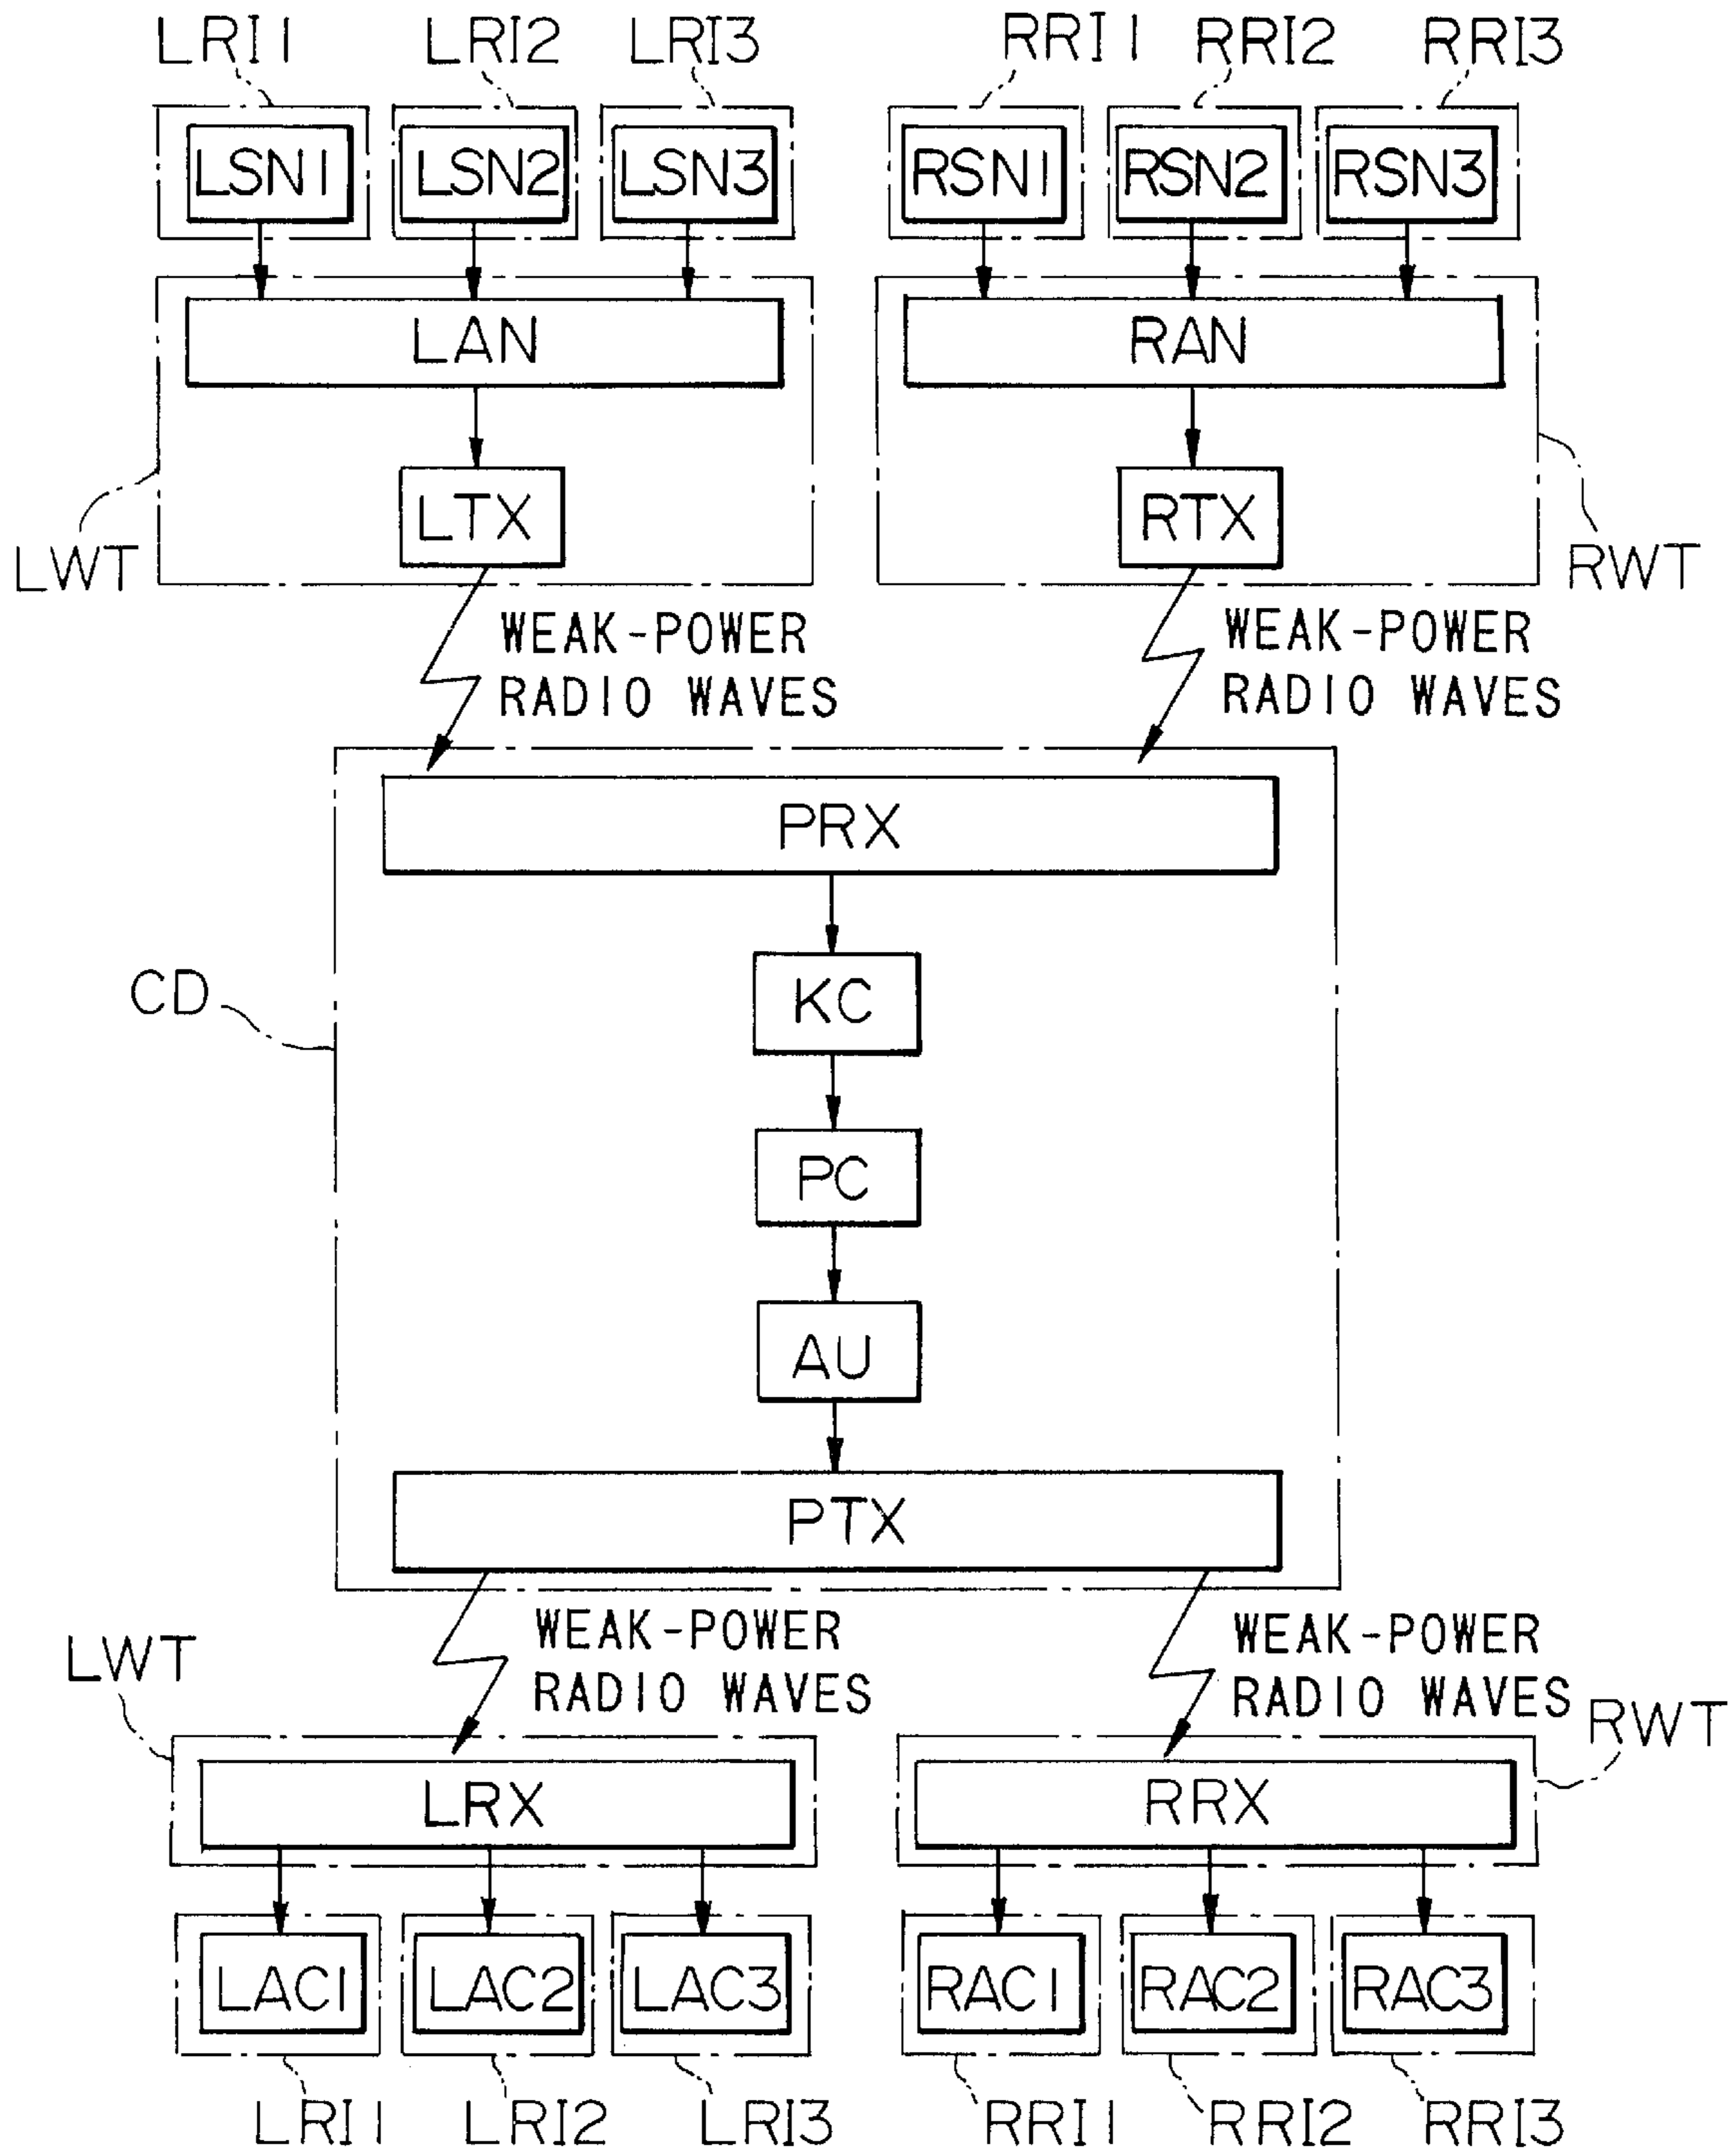 LRI1 LRI2 LRI3 RRI1 RRI2 RRI3
LSN1 LSN2 LSN3 RSN1 RSN2 RSN3
LAN RAN
LTX RTX
LWT RWT
WEAK-POWER WEAK-POWER
RADIO WAVES RADIO WAVES
PRX
KC
CD
PC
AU
PTX
WEAK-POWER WEAK-POWER
LWT RADIO WAVES RADIO WAVES RWT
LRX RRX
LAC1 LAC2 LAC3 RAC1 RAC2 RAC3
LRI1 LRI2 LRI3 RRI1 RRI2 RRI3